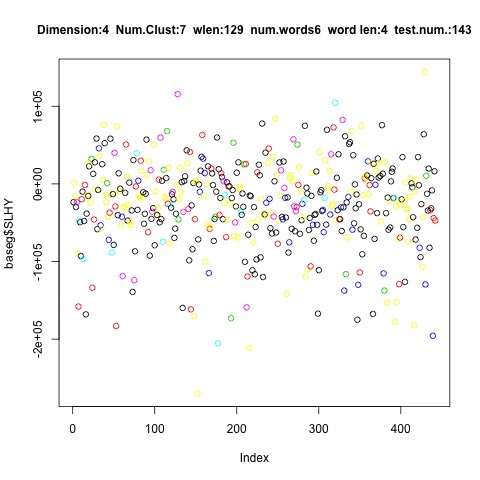 Dimension:4 Num.Clust:7 wlen:129 num.words6 word len:4 test.num.:143
baseg$SLHY
1e+05
0e+00
-1e+05
-2e+05
0 100 200 300 400
Index